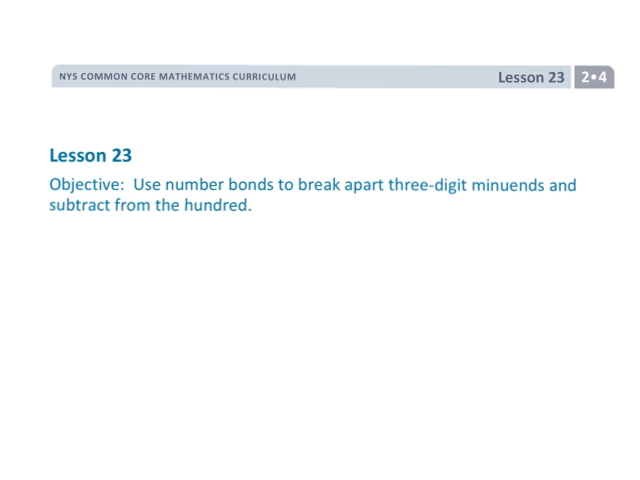 NYS COMMON CORE MATHEMATICS CURRICULUM Lesson 23 2•4
Lesson 23
Objective: Use number bonds to break apart three-digit minuends and
subtract from the hundred.